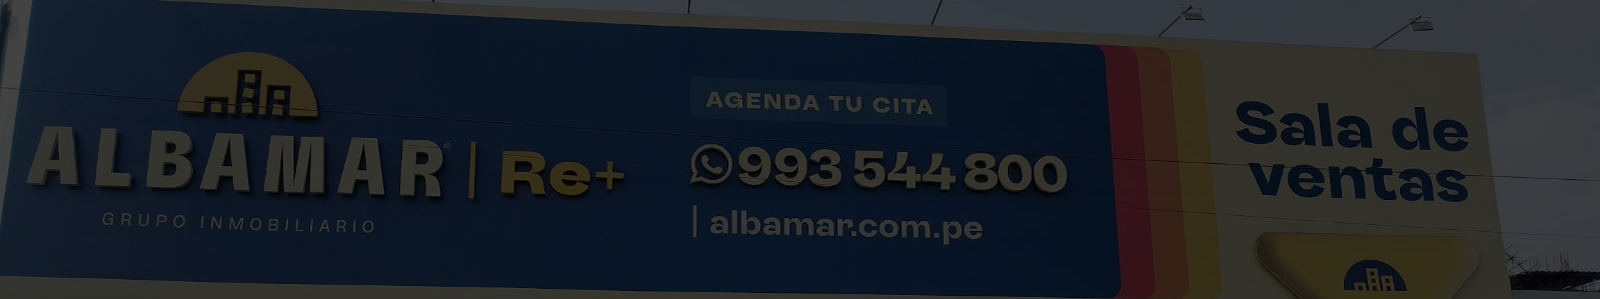 ALBAMAR® | Re+
GRUPO INMOBILIARIO
AGENDA TU CITA
993 544 800
| albamar.com.pe
Sala de
ventas